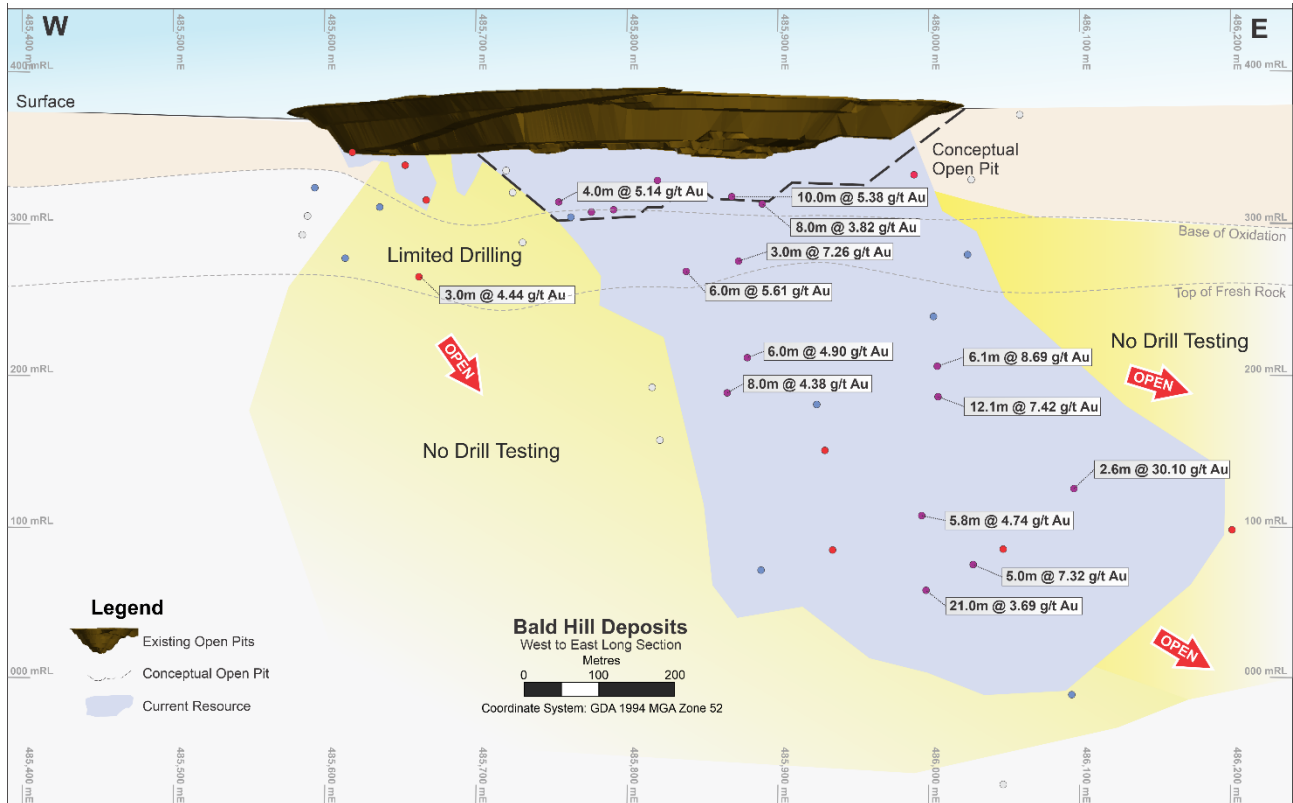 485,400 mE
485,500 mE
485,600 mE
485,700 mE
485,800 mE
485,900 mE
486,000 mE
486,100 mE
486,200 mE
W
E
400 mRL
400 mRL
Surface
Conceptual
Open Pit
4.0m @ 5.14 g/t Au
10.0m @ 5.38 g/t Au
300 mRL
300 mRL
8.0m @ 3.82 g/t Au
Base of Oxidation
Limited Drilling
3.0m @ 7.26 g/t Au
3.0m @ 4.44 g/t Au
6.0m @ 5.61 g/t Au
Top of Fresh Rock
No Drill Testing
OPEN
6.0m @ 4.90 g/t Au
6.1m @ 8.69 g/t Au
200 mRL
200 mRL
OPEN
8.0m @ 4.38 g/t Au
12.1m @ 7.42 g/t Au
No Drill Testing
2.6m @ 30.10 g/t Au
100 mRL
100 mRL
5.8m @ 4.74 g/t Au
5.0m @ 7.32 g/t Au
21.0m @ 3.69 g/t Au
OPEN
000 mRL
000 mRL
Legend
Existing Open Pits
Conceptual Open Pit
Current Resource
Bald Hill Deposits
West to East Long Section
Metres
0 100 200
Coordinate System: GDA 1994 MGA Zone 52
485,400 mE
485,500 mE
485,600 mE
485,700 mE
485,800 mE
485,900 mE
486,000 mE
486,100 mE
486,200 mE